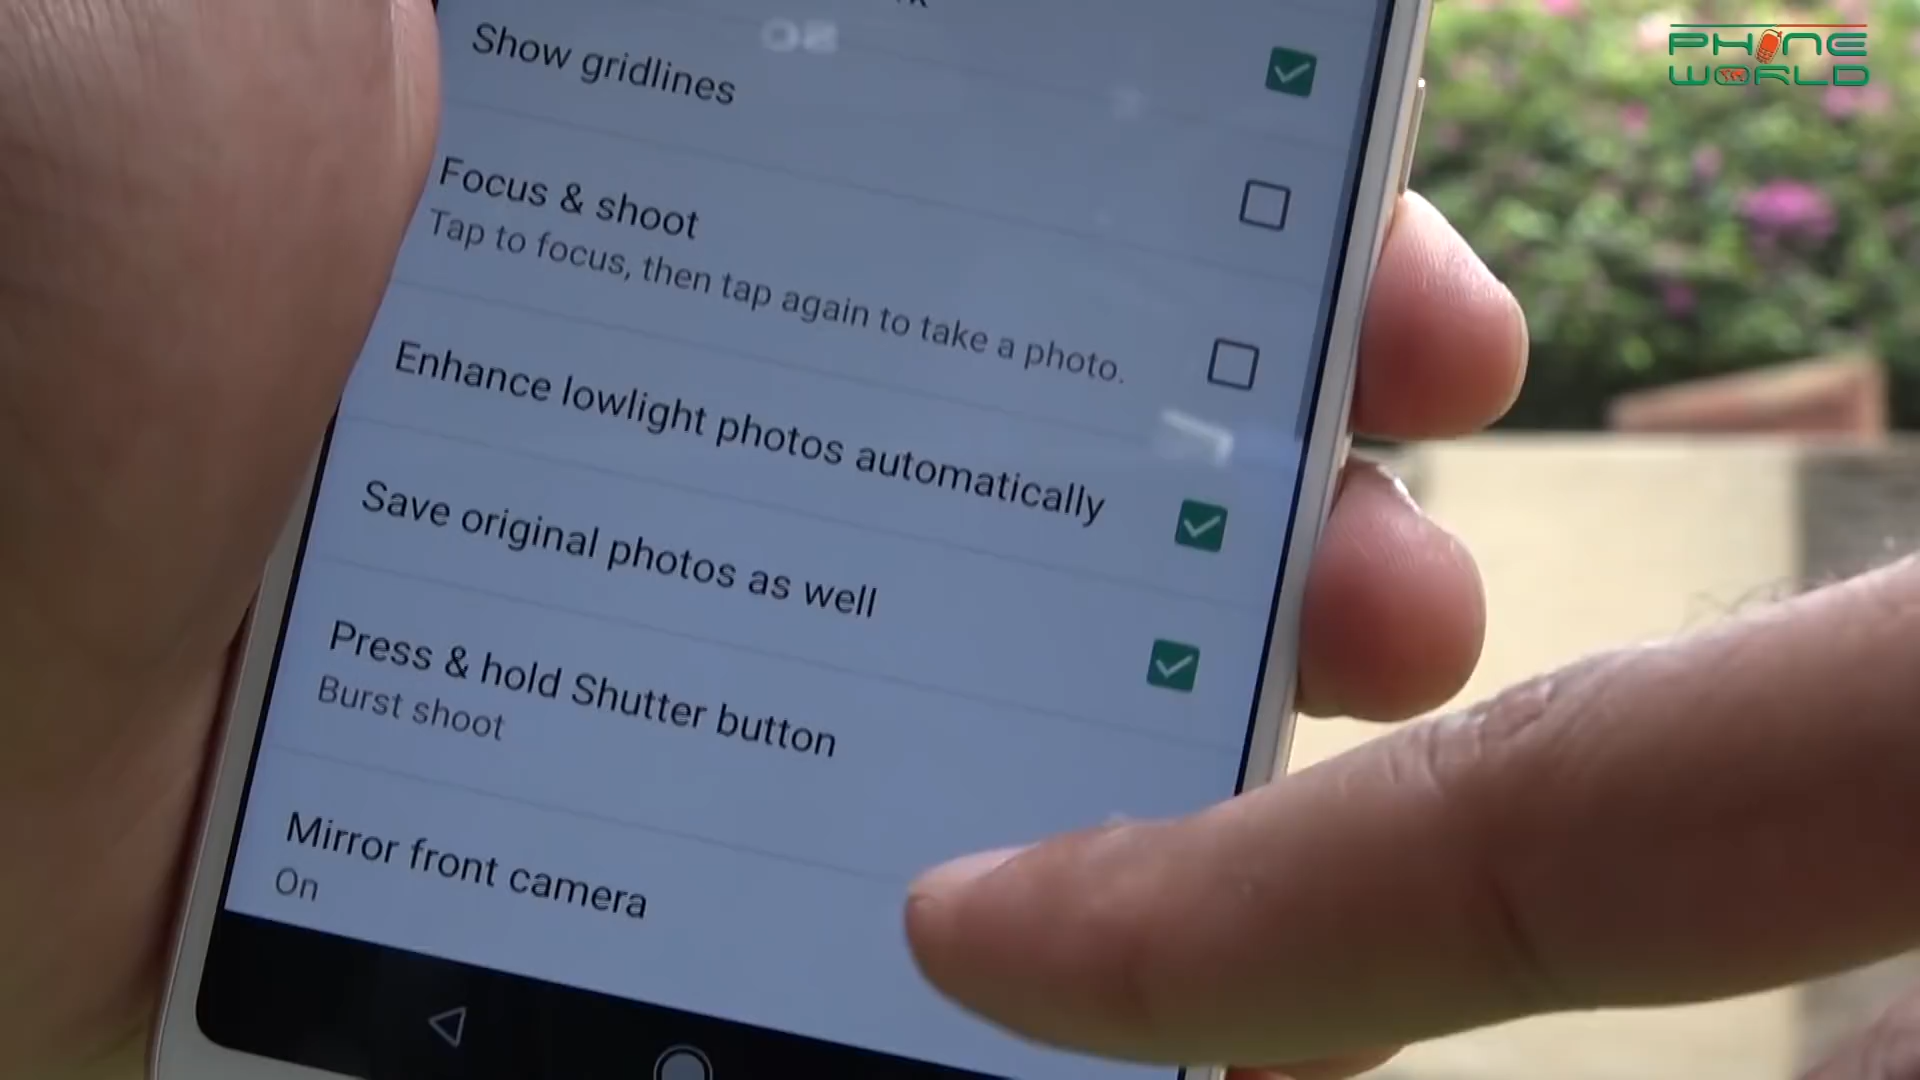 PHONE
WORLD
Show gridlines
Focus & shoot
Tap to focus, then tap again to take a photo.
Enhance lowlight photos automatically
Save original photos as well
Press & hold Shutter button
Burst shoot
Mirror front camera
On